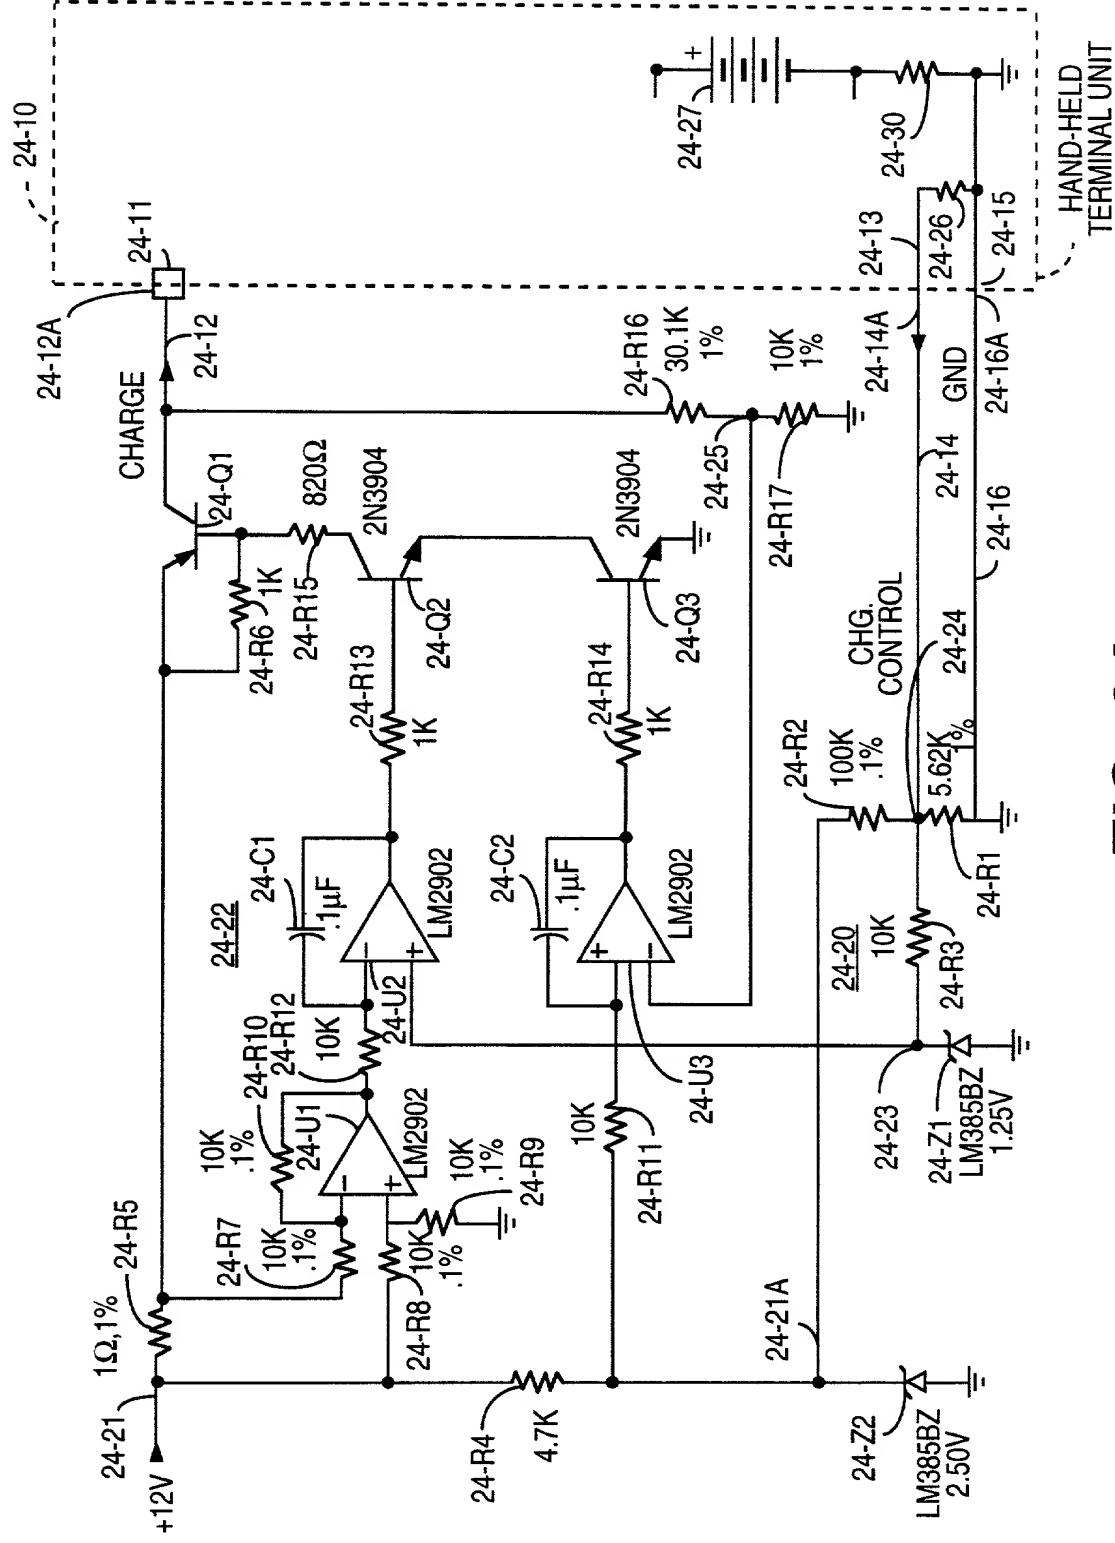 24-10
24-11
24-12A
24-12
CHARGE
24-Q1
24-27
+
24-30
HAND-HELD
TERMINAL UNIT
24-13
24-26
24-15
24-14A
GND
24-16A
24-14
24-16
24-R16
30.1K
1%
10K
1%
24-25
24-R17
820Ω
2N3904
24-R15
24-R6
1K
24-Q2
2N3904
24-Q3
24-R13
1K
24-R14
1K
CHG.
CONTROL
24-24
24-R2
100K
.1%
5.62K
1%
24-R1
24-22
24-C1
.1µF
LM2902
24-U2
-
+
24-C2
.1µF
LM2902
+
-
24-U3
24-20
10K
24-R3
24-23
24-Z1
LM385BZ
1.25V
24-R12
10K
24-R10
10K
.1%
24-U1
LM2902
-
+
10K
.1%
24-R9
10K
24-R11
24-R5
1Ω,1%
24-R7
10K
.1%
10K
.1%
24-R8
24-21
+12V
24-R4
4.7K
24-21A
24-Z2
LM385BZ
2.50V